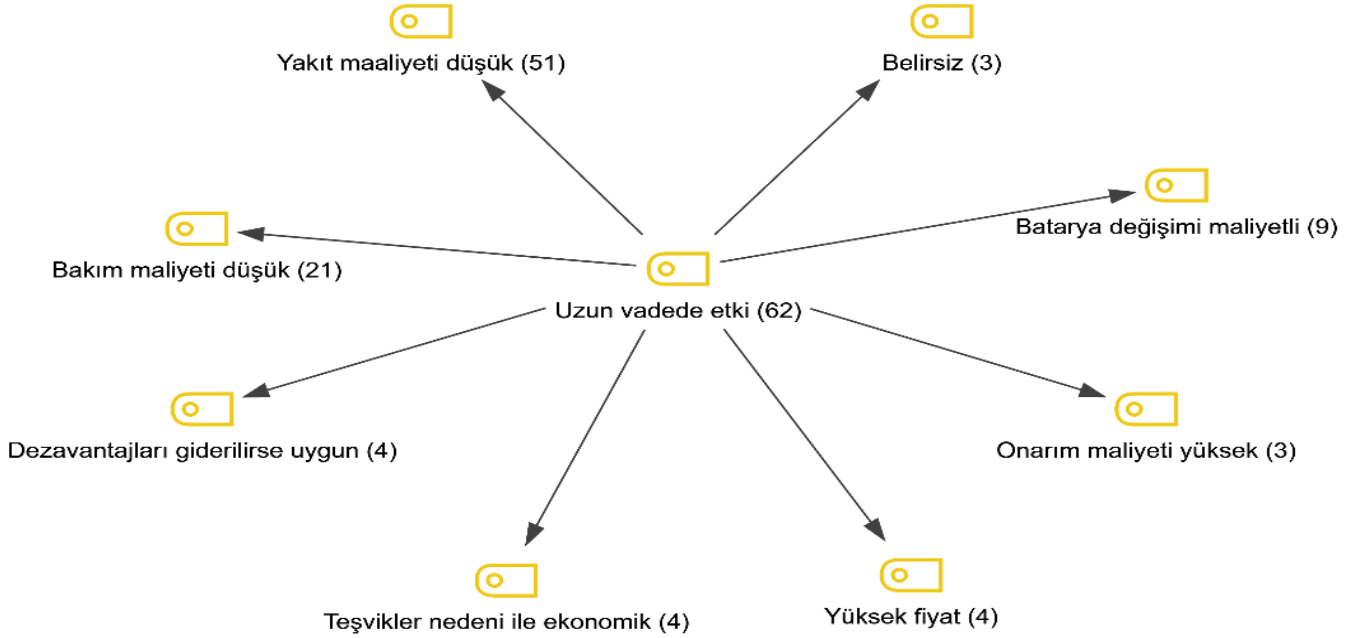 Yakıt maaliyeti düşük (51)
Belirsiz (3)
Batarya değişimi maliyetli (9)
Bakım maliyeti düşük (21)
Uzun vadede etki (62)
Dezavantajları giderilirse uygun (4)
Onarım maliyeti yüksek (3)
Teşvikler nedeni ile ekonomik (4)
Yüksek fiyat (4)